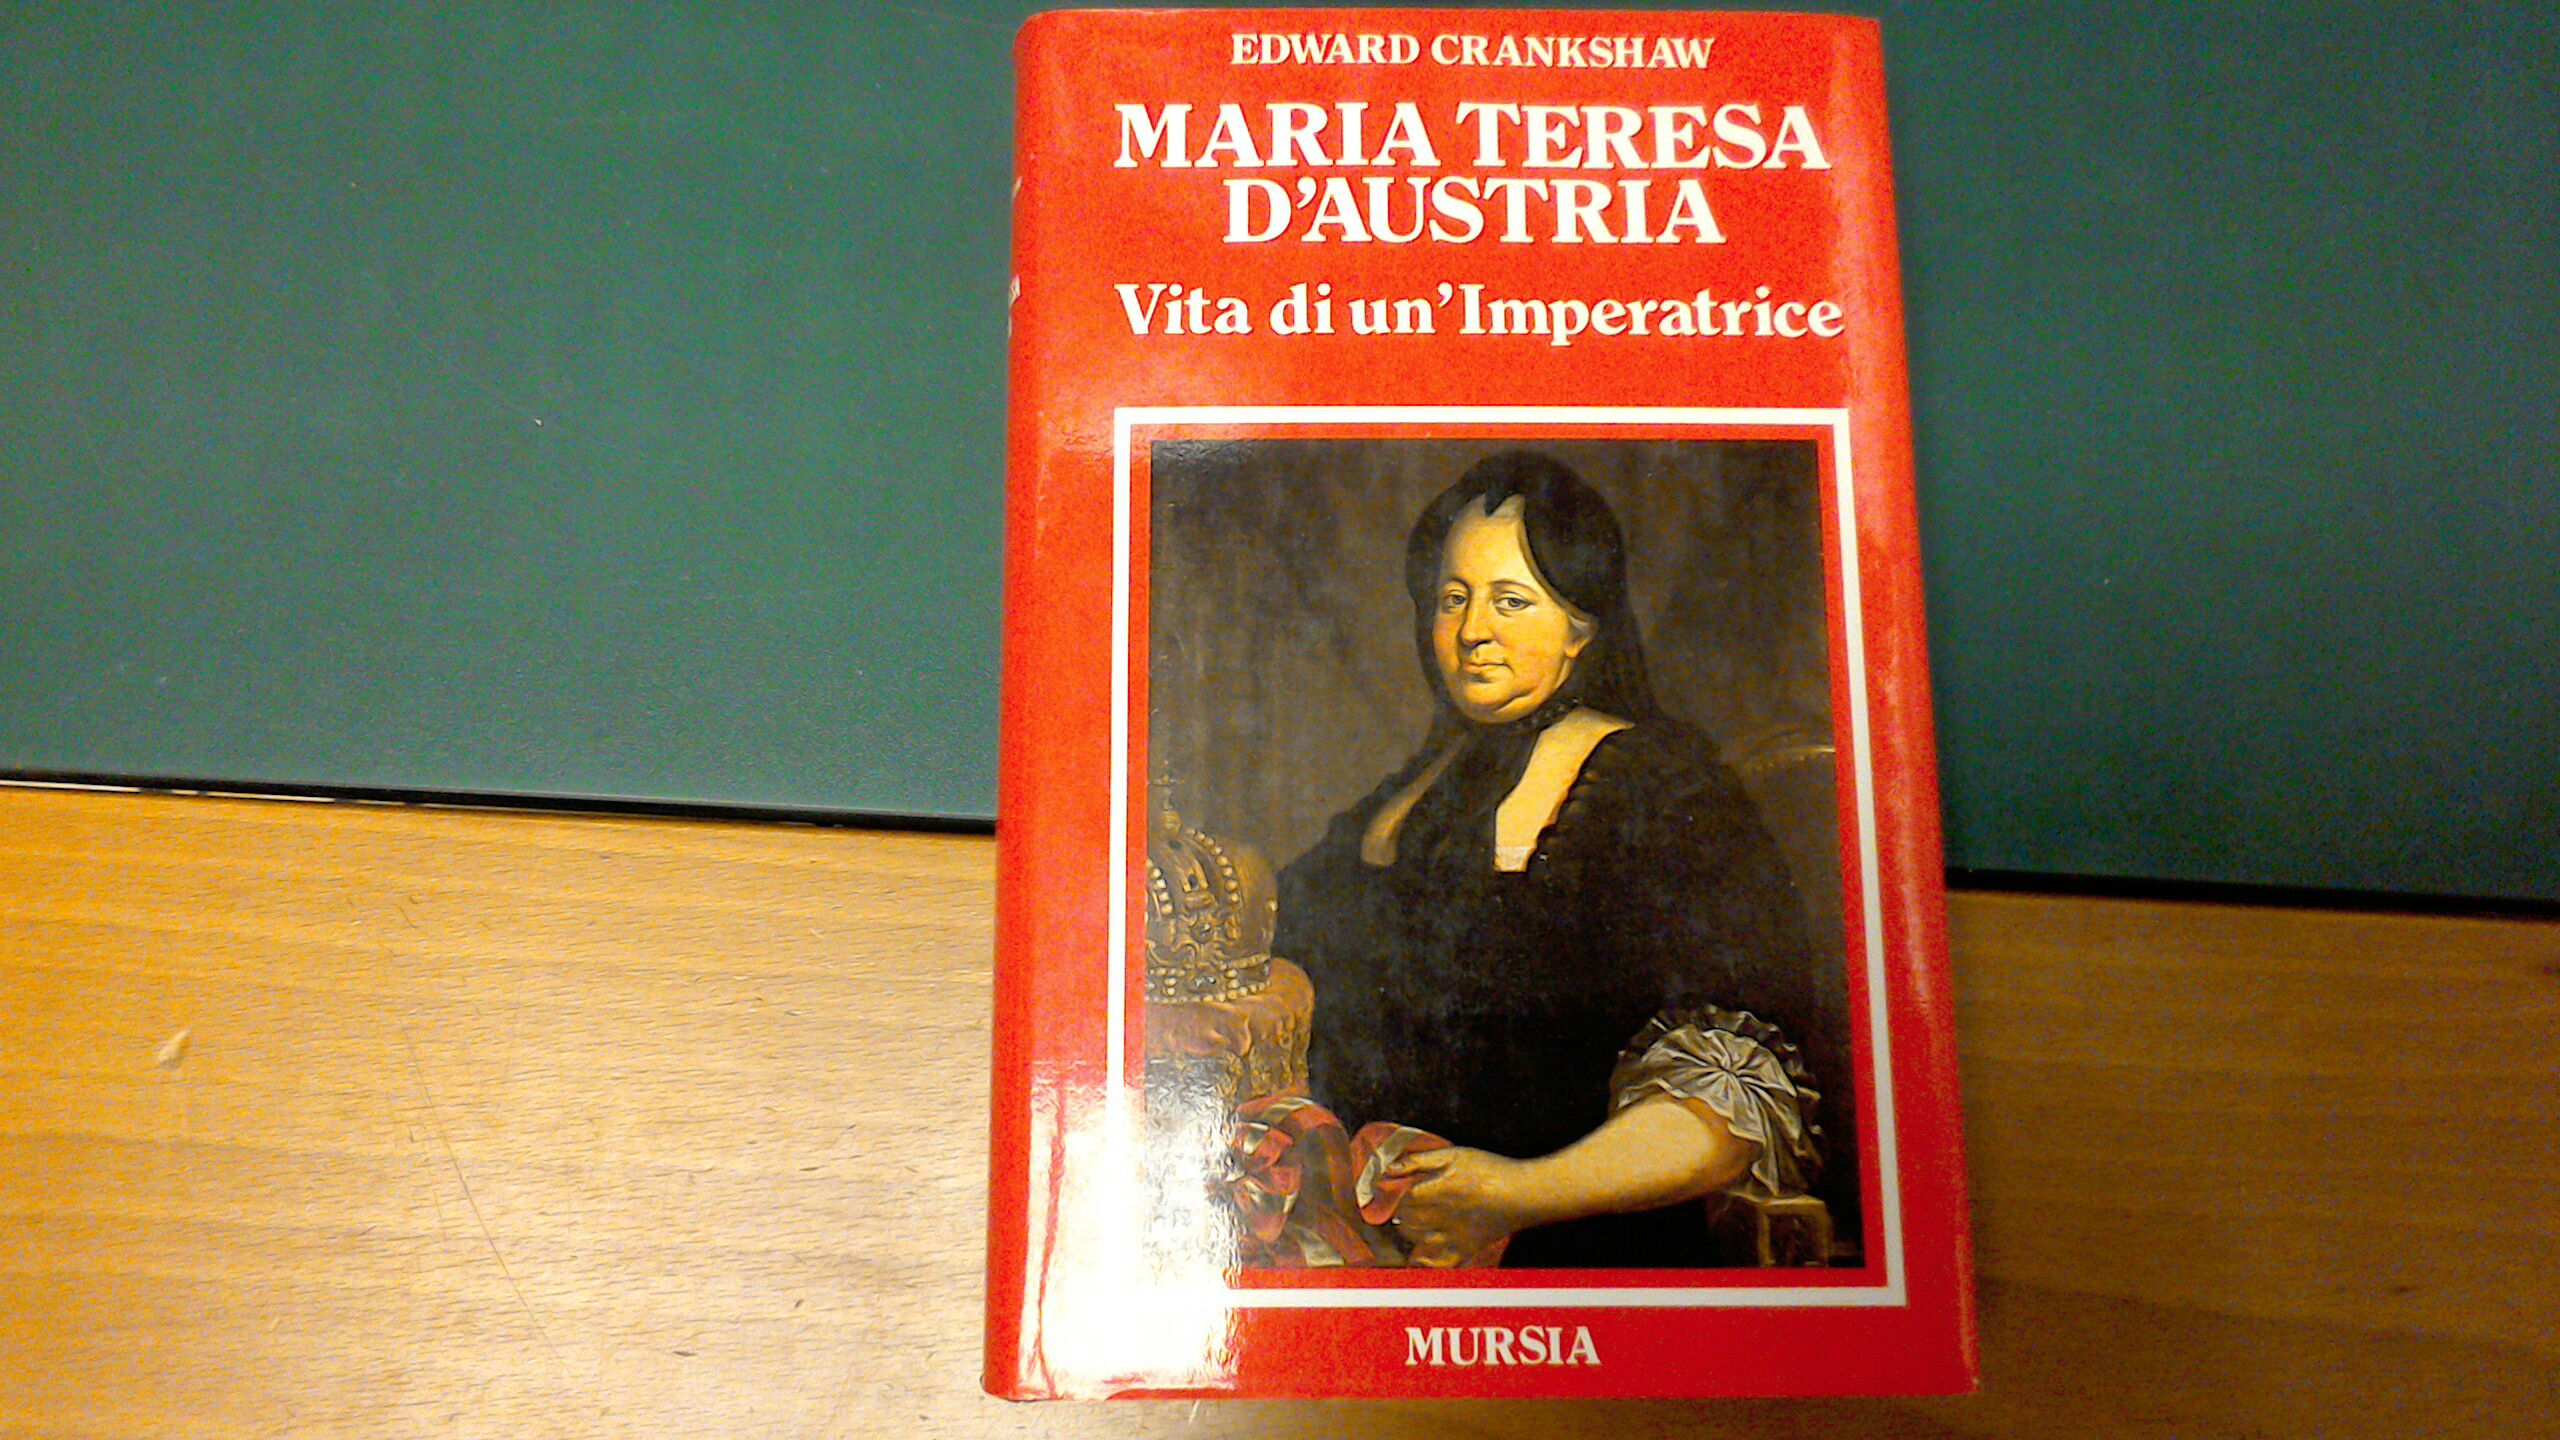 EDWARD CRANKSHAW
MARIA TERESA
D'AUSTRIA
Vita di un'Imperatrice
MURSIA